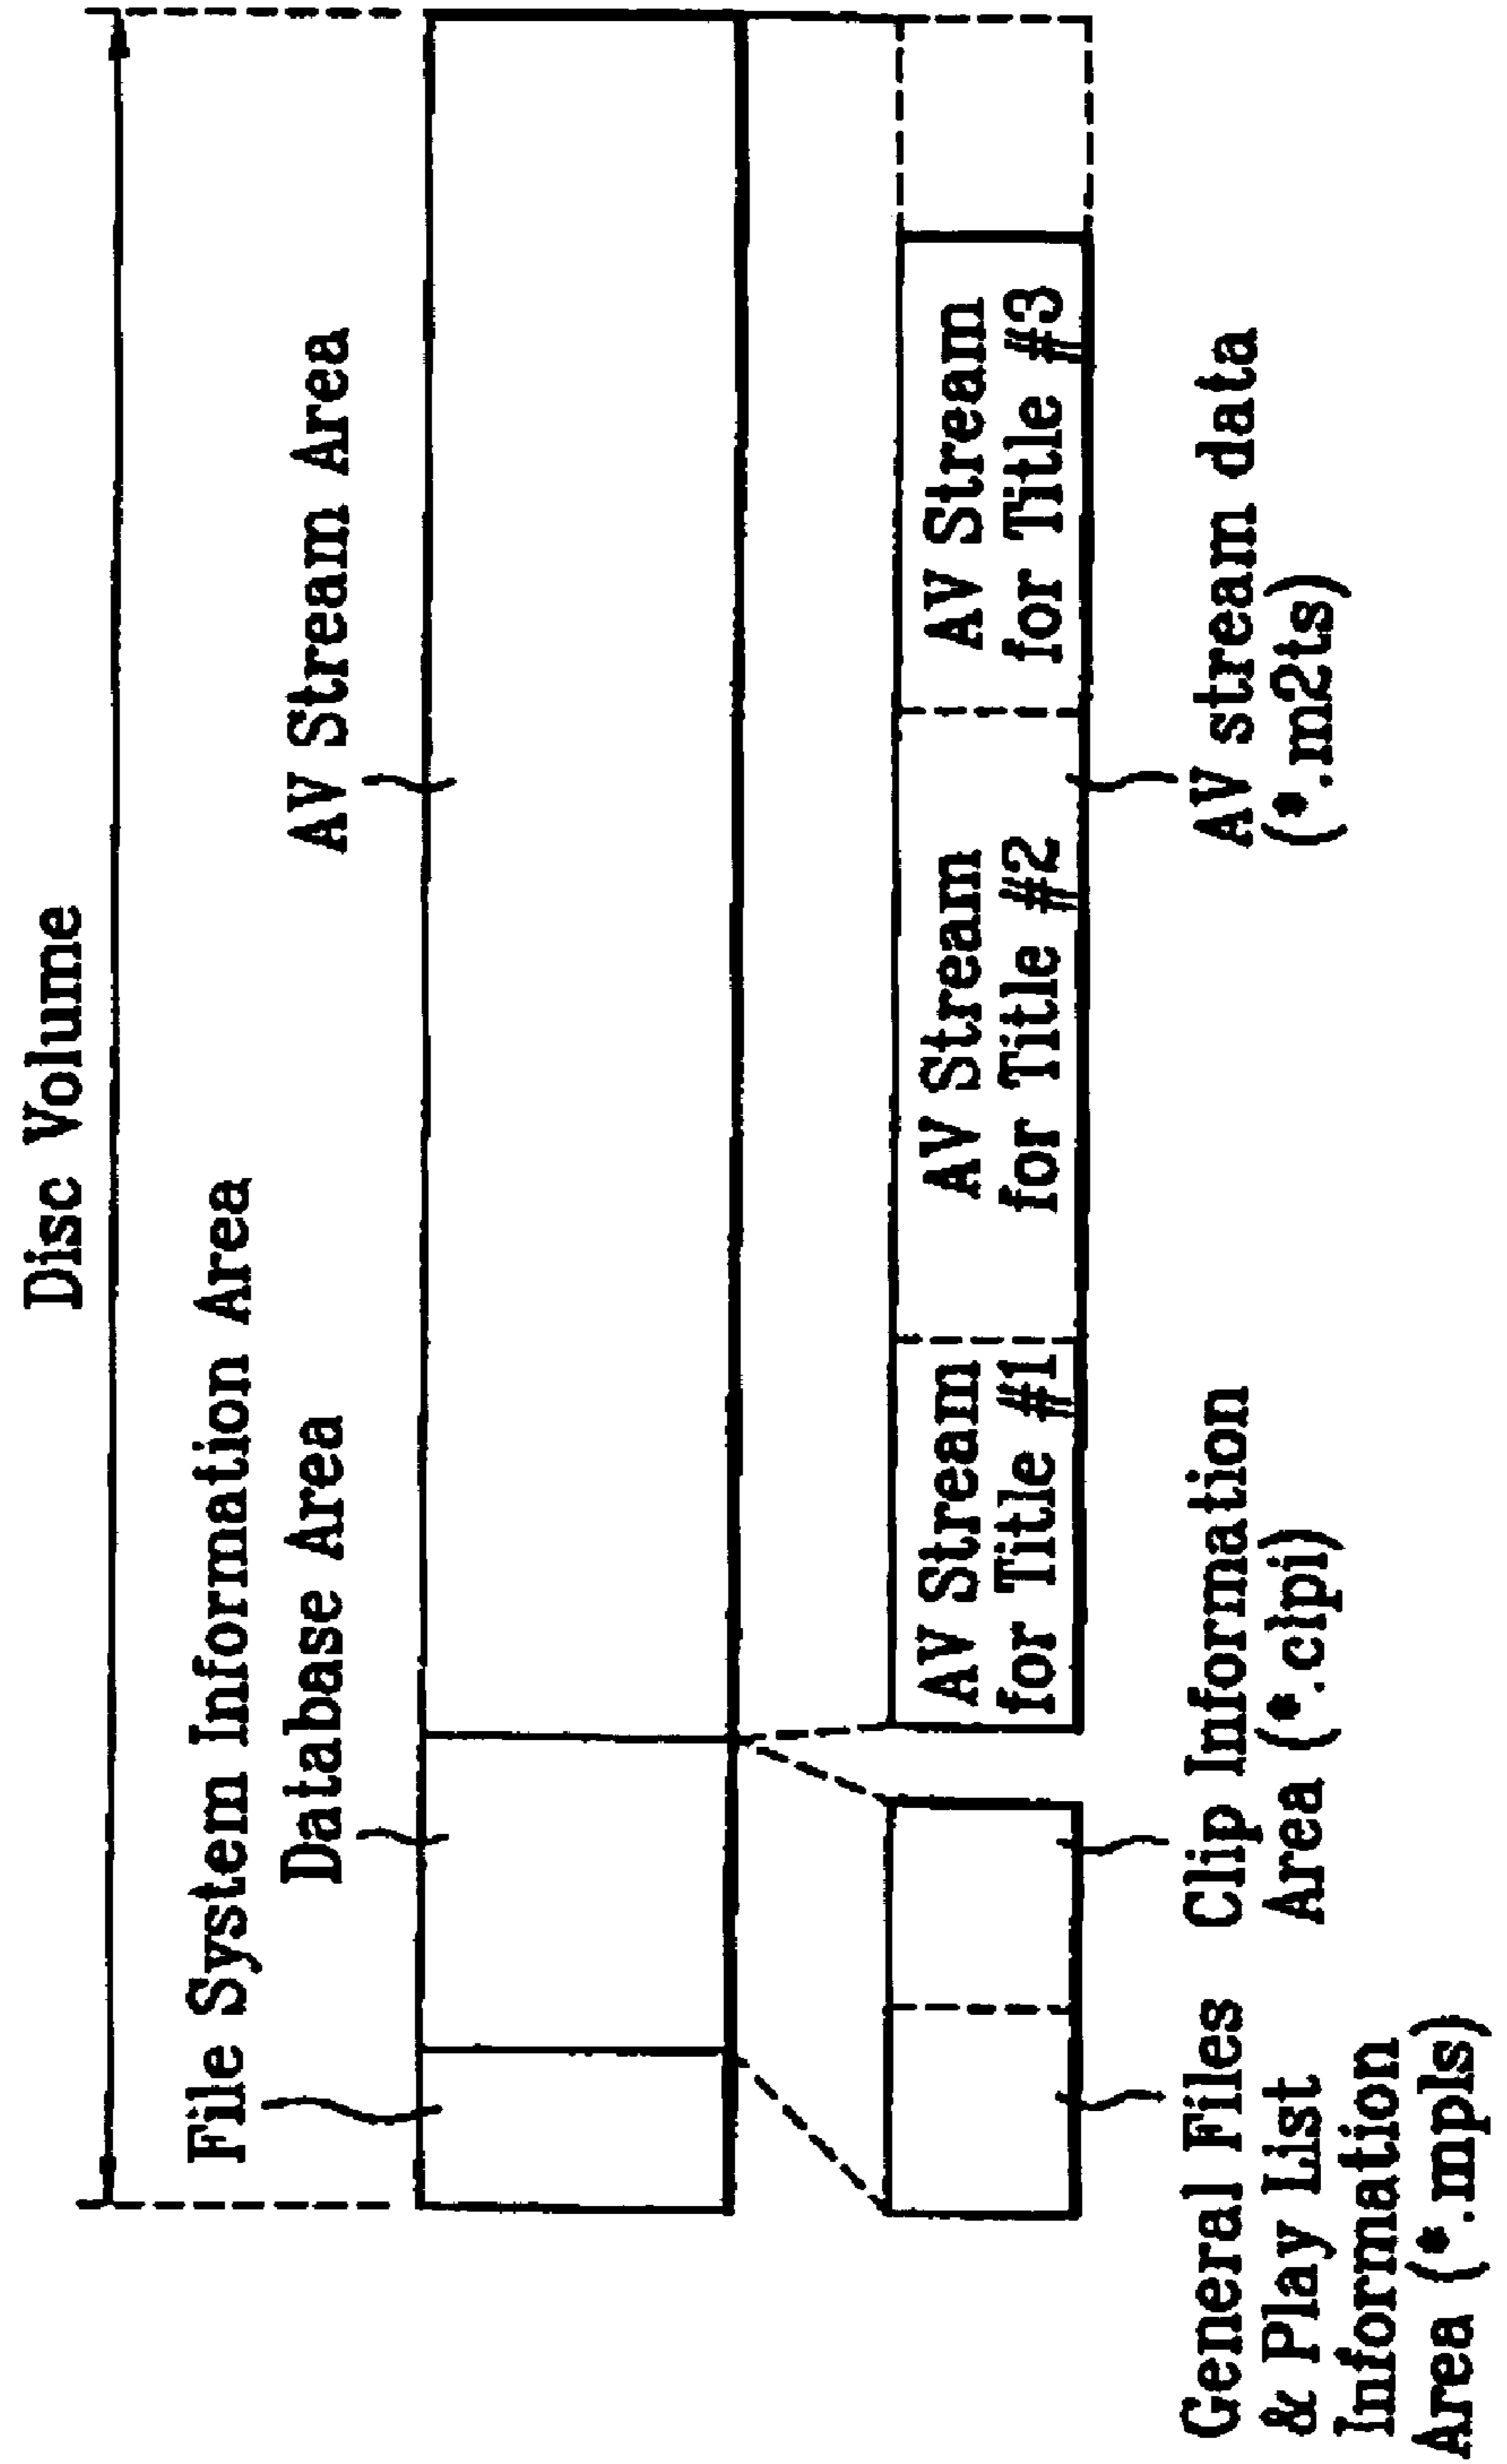 Disc Volume
File System Information Area
Database Area
AV Stream Area
AV Stream
for Title #1
AV Stream
for Title #2
AV Stream
for Title #3
General Files
& Play List
Information
Area (*.mpls)
Clip Information
Area (*.clpi)
AV stream data
(*.m2ts)